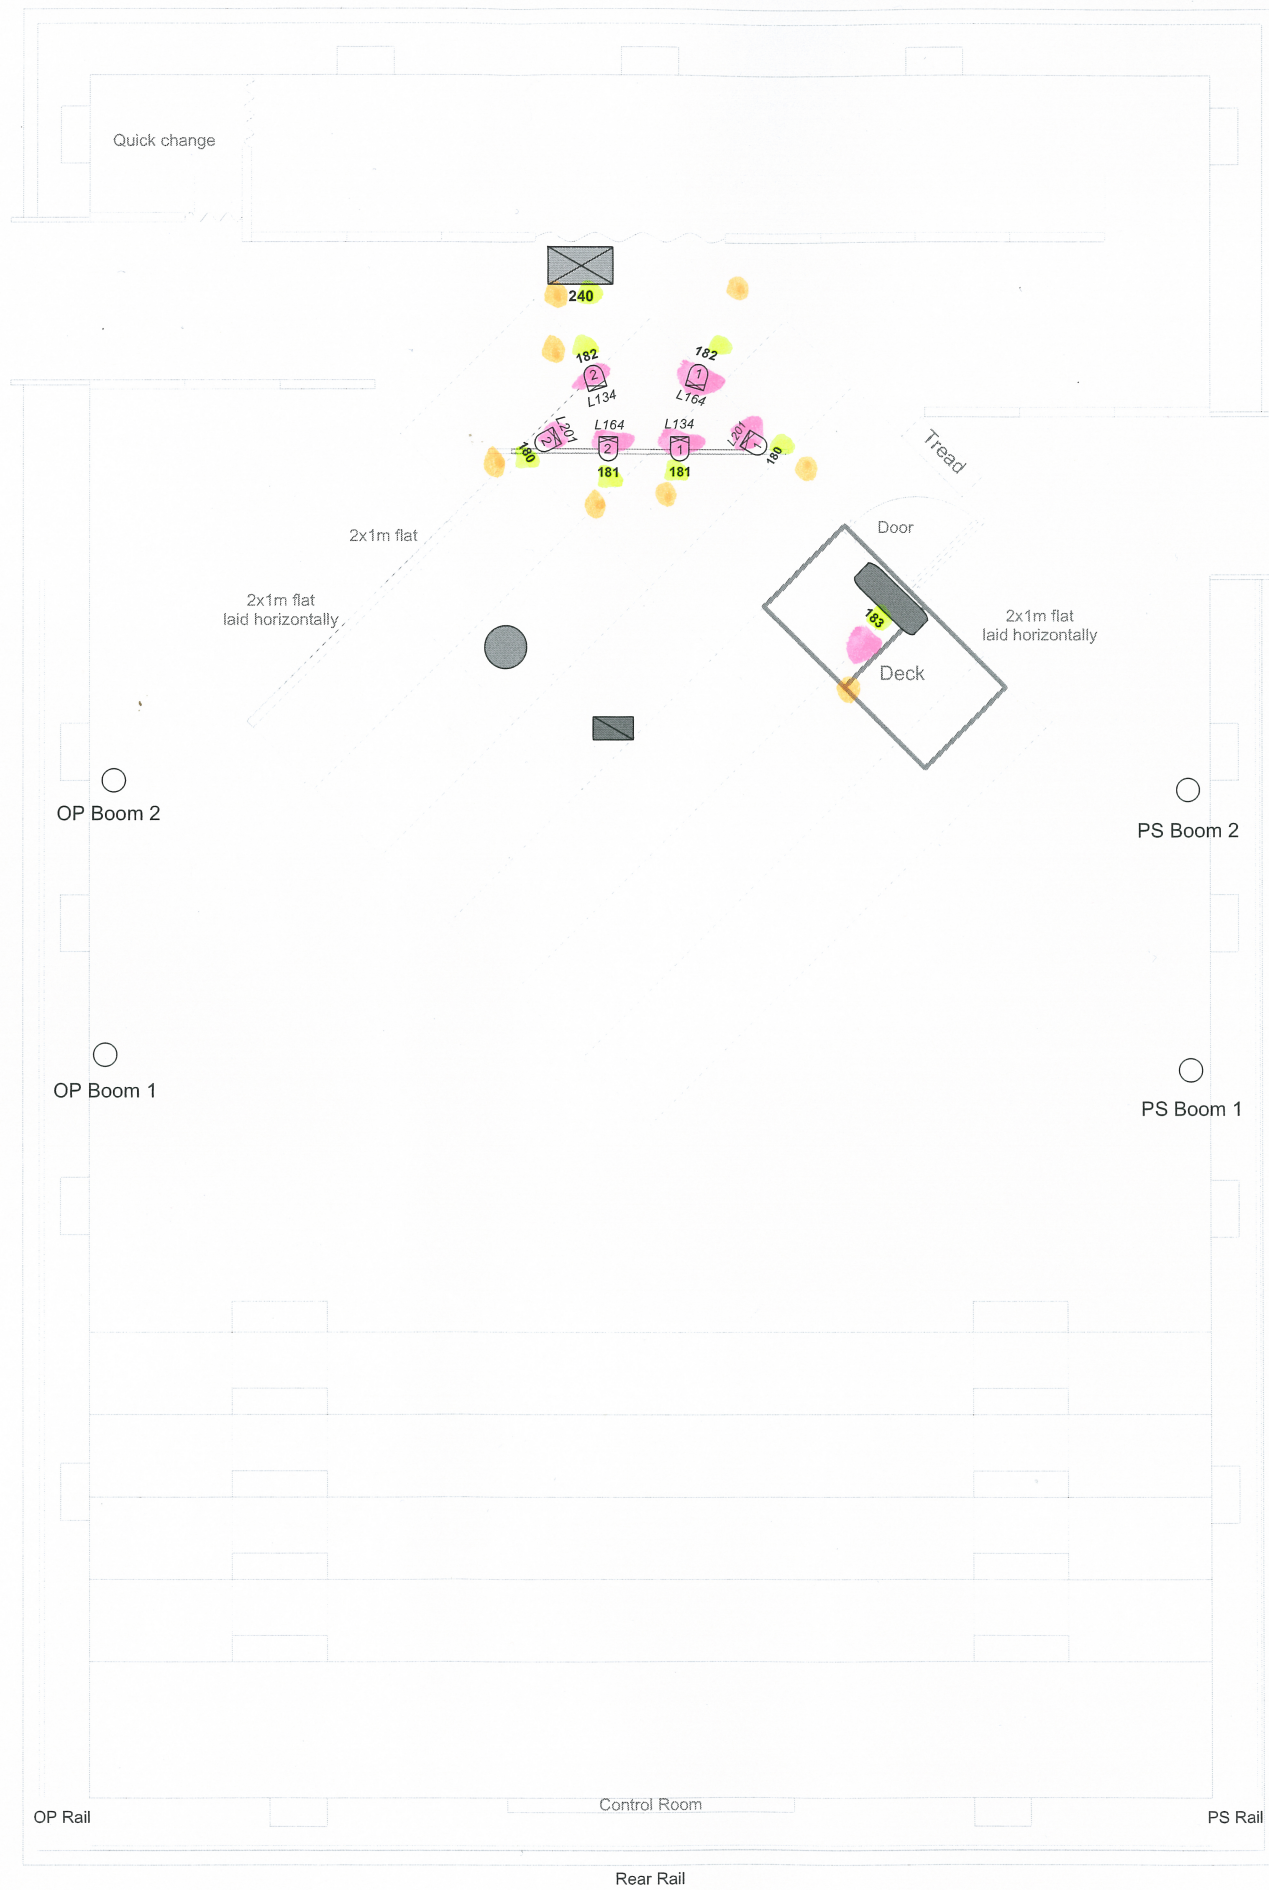 Quick change
240
182
182
2
1
L134
L164
L201
L164
L134
L201
2
2
1
1
180
181
181
180
Tread
2x1m flat
Door
2x1m flat
laid horizontally
183
2x1m flat
laid horizontally
Deck
OP Boom 2
PS Boom 2
OP Boom 1
PS Boom 1
Control Room
OP Rail
PS Rail
Rear Rail